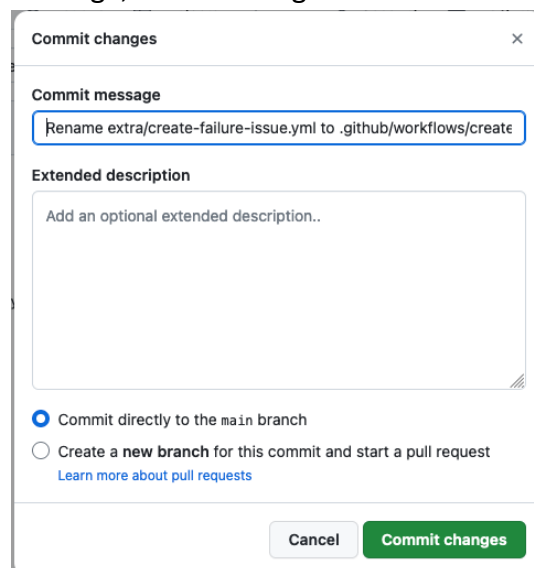 Commit changes
Commit message
Rename extra/create-failure-issue.yml to .github/workflows/create
Extended description
Add an optional extended description..
Commit directly to the main branch
Create a new branch for this commit and start a pull request
Learn more about pull requests
Cancel Commit changes